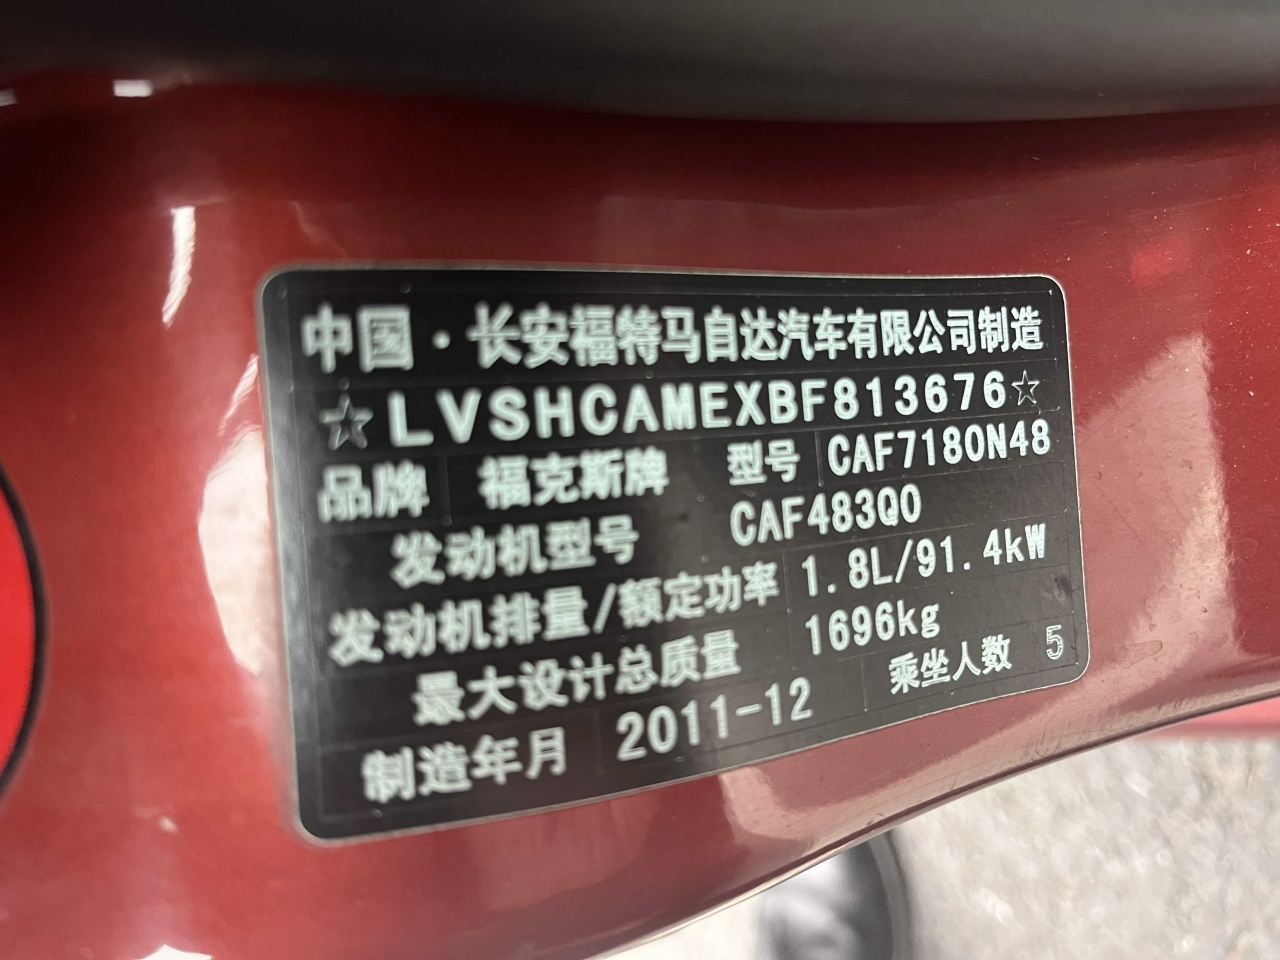 中国·长安福特马自达汽车有限公司制造
☆LVSHCAMEXBF813676☆
品牌 福克斯牌 型号 CAF7180N48
发动机型号 CAF483Q0
发动机排量/额定功率 1.8L/91.4kW
最大设计总质量 1696kg
制造年月 2011-12 乘坐人数 5